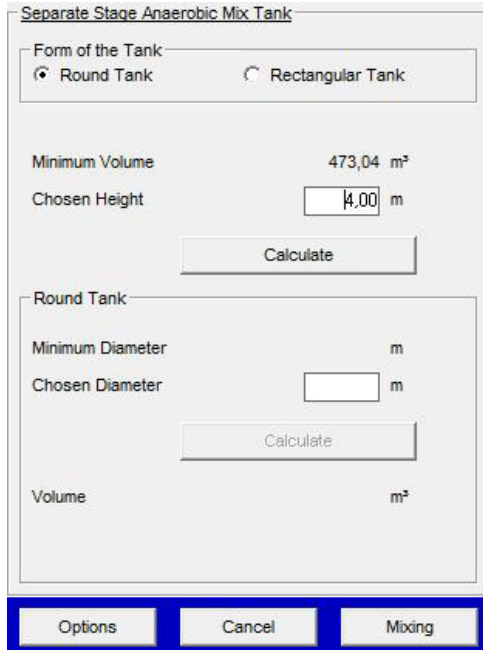 Separate Stage Anaerobic Mix Tank
Form of the Tank
Round Tank Rectangular Tank
Minimum Volume 473,04 m³
Chosen Height 4,00 m
Calculate
Round Tank
Minimum Diameter m
Chosen Diameter m
Calculate
Volume m³
Options Cancel Mixing